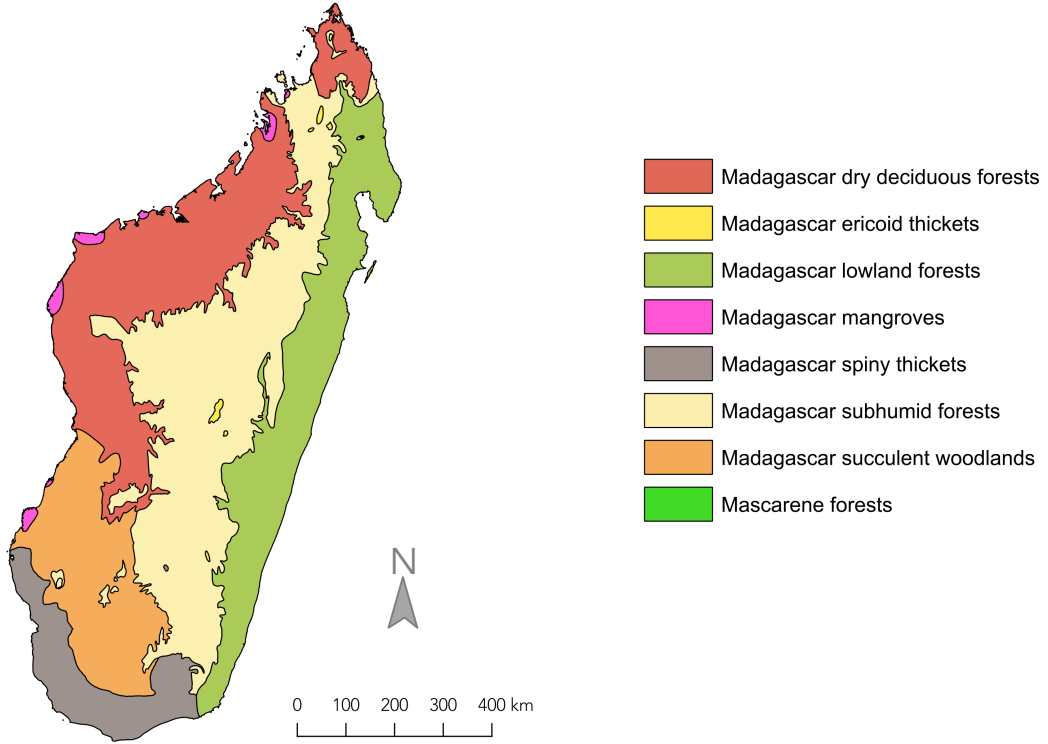 Madagascar dry deciduous forests
Madagascar ericoid thickets
Madagascar lowland forests
Madagascar mangroves
Madagascar spiny thickets
Madagascar subhumid forests
Madagascar succulent woodlands
Mascarene forests
N
0 100 200 300 400 km